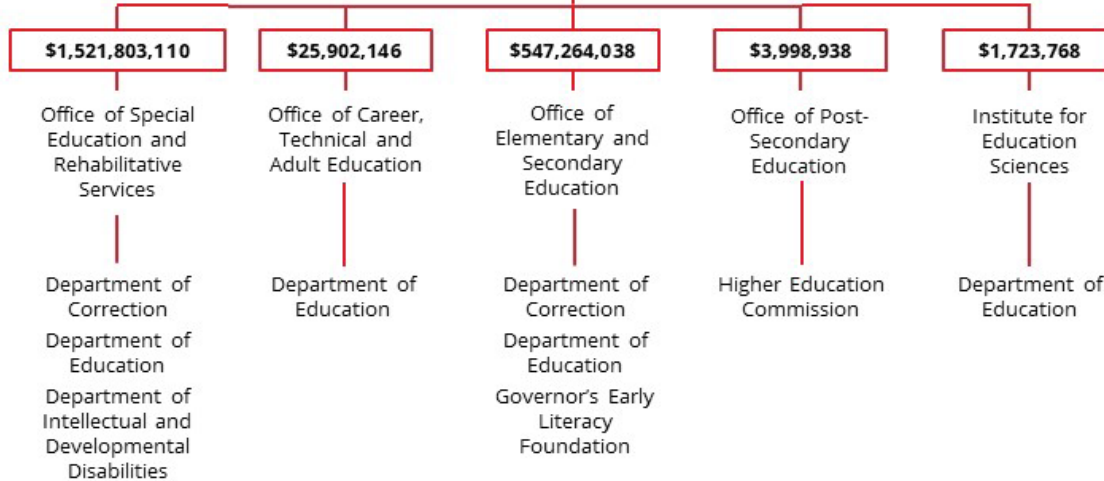 $1,521,803,110
Office of Special
Education and
Rehabilitative
Services
Department of
Correction
Department of
Education
Department of
Intellectual and
Developmental
Disabilities
$25,902,146
Office of Career,
Technical and
Adult Education
Department of
Education
$547,264,038
Office of
Elementary and
Secondary
Education
Department of
Correction
Department of
Education
Governor's Early
Literacy
Foundation
$3,998,938
Office of Post-
Secondary
Education
Higher Education
Commission
$1,723,768
Institute for
Education
Sciences
Department of
Education